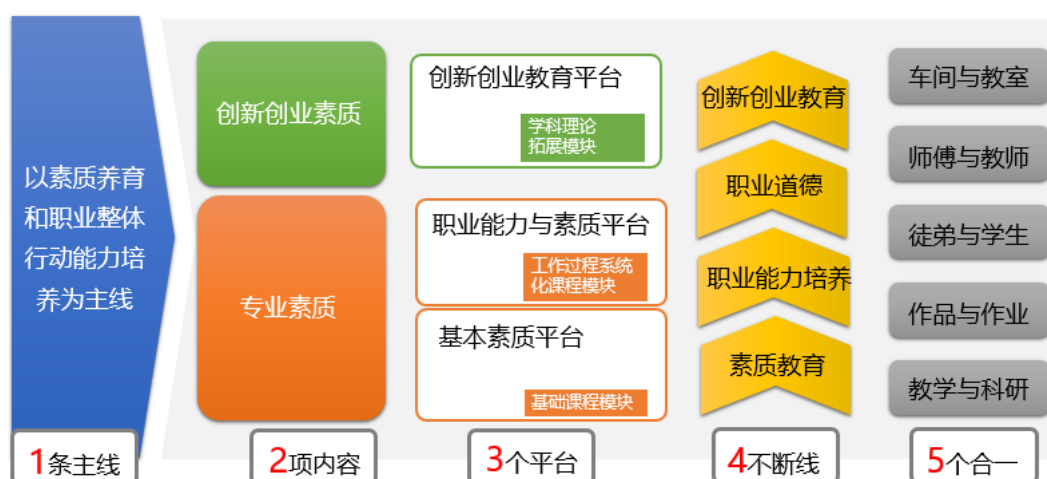 以素质养育
和职业整体
行动能力培
养为主线
1条主线
创新创业素质
专业素质
2项内容
创新创业教育平台
学科理论
拓展模块
职业能力与素质平台
工作过程系统
化课程模块
基本素质平台
基础课程模块
3个平台
创新创业教育
职业道德
职业能力培养
素质教育
4不断线
车间与教室
师傅与教师
徒弟与学生
作品与作业
教学与科研
5个合一